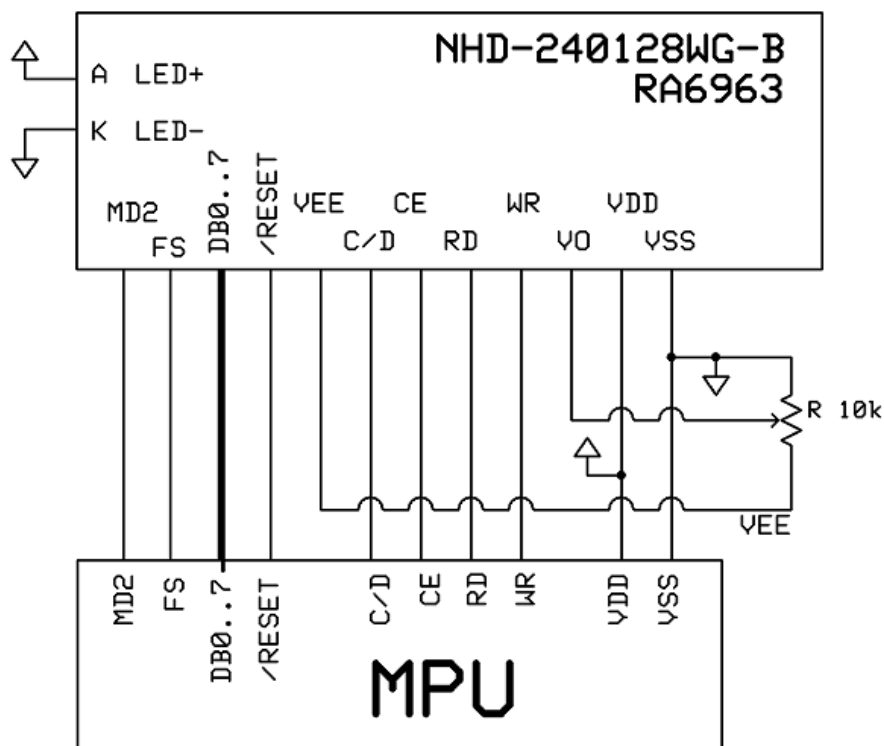 NHD-240128WG-B
RA6963
A LED+
K LED-
MD2
FS
DB0..7
/RESET
VEE
C/D
CE
RD
WR
VO
VDD
VSS
R 10k
VEE
MD2
FS
DB0..7
/RESET
C/D
CE
RD
WR
VDD
VSS
MPU